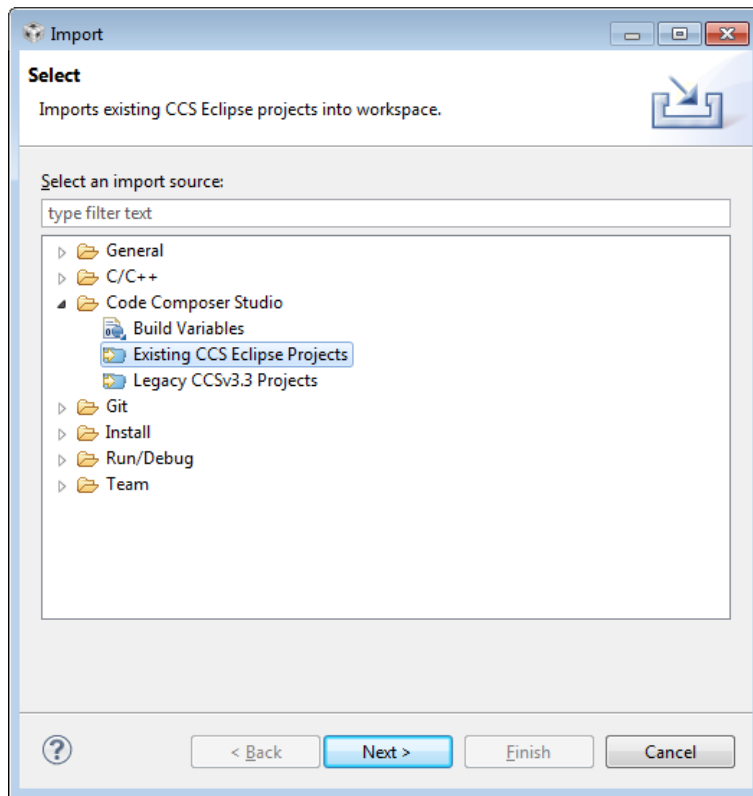 Import
Select
Imports existing CCS Eclipse projects into workspace.
Select an import source:
type filter text
General
C/C++
Code Composer Studio
Build Variables
Existing CCS Eclipse Projects
Legacy CCSv3.3 Projects
Git
Install
Run/Debug
Team
? < Back Next > Finish Cancel